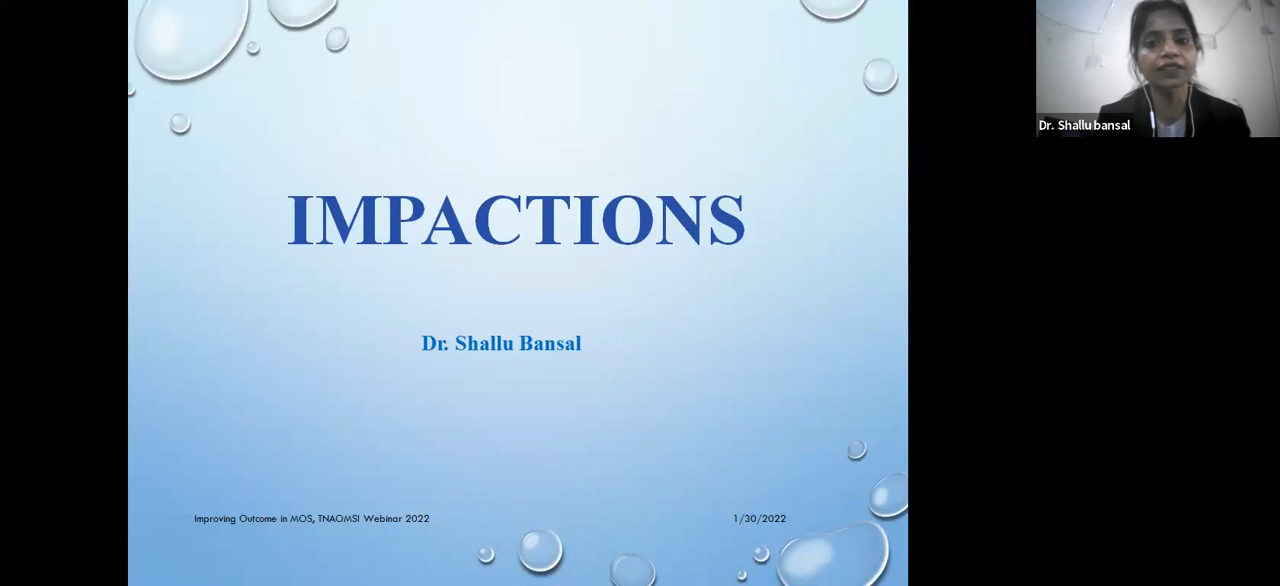 IMPACTIONS
Dr. Shallu Bansal
Improving Outcome in MOS, TNAOMSI Webinar 2022
1/30/2022
Dr. Shallu bansal